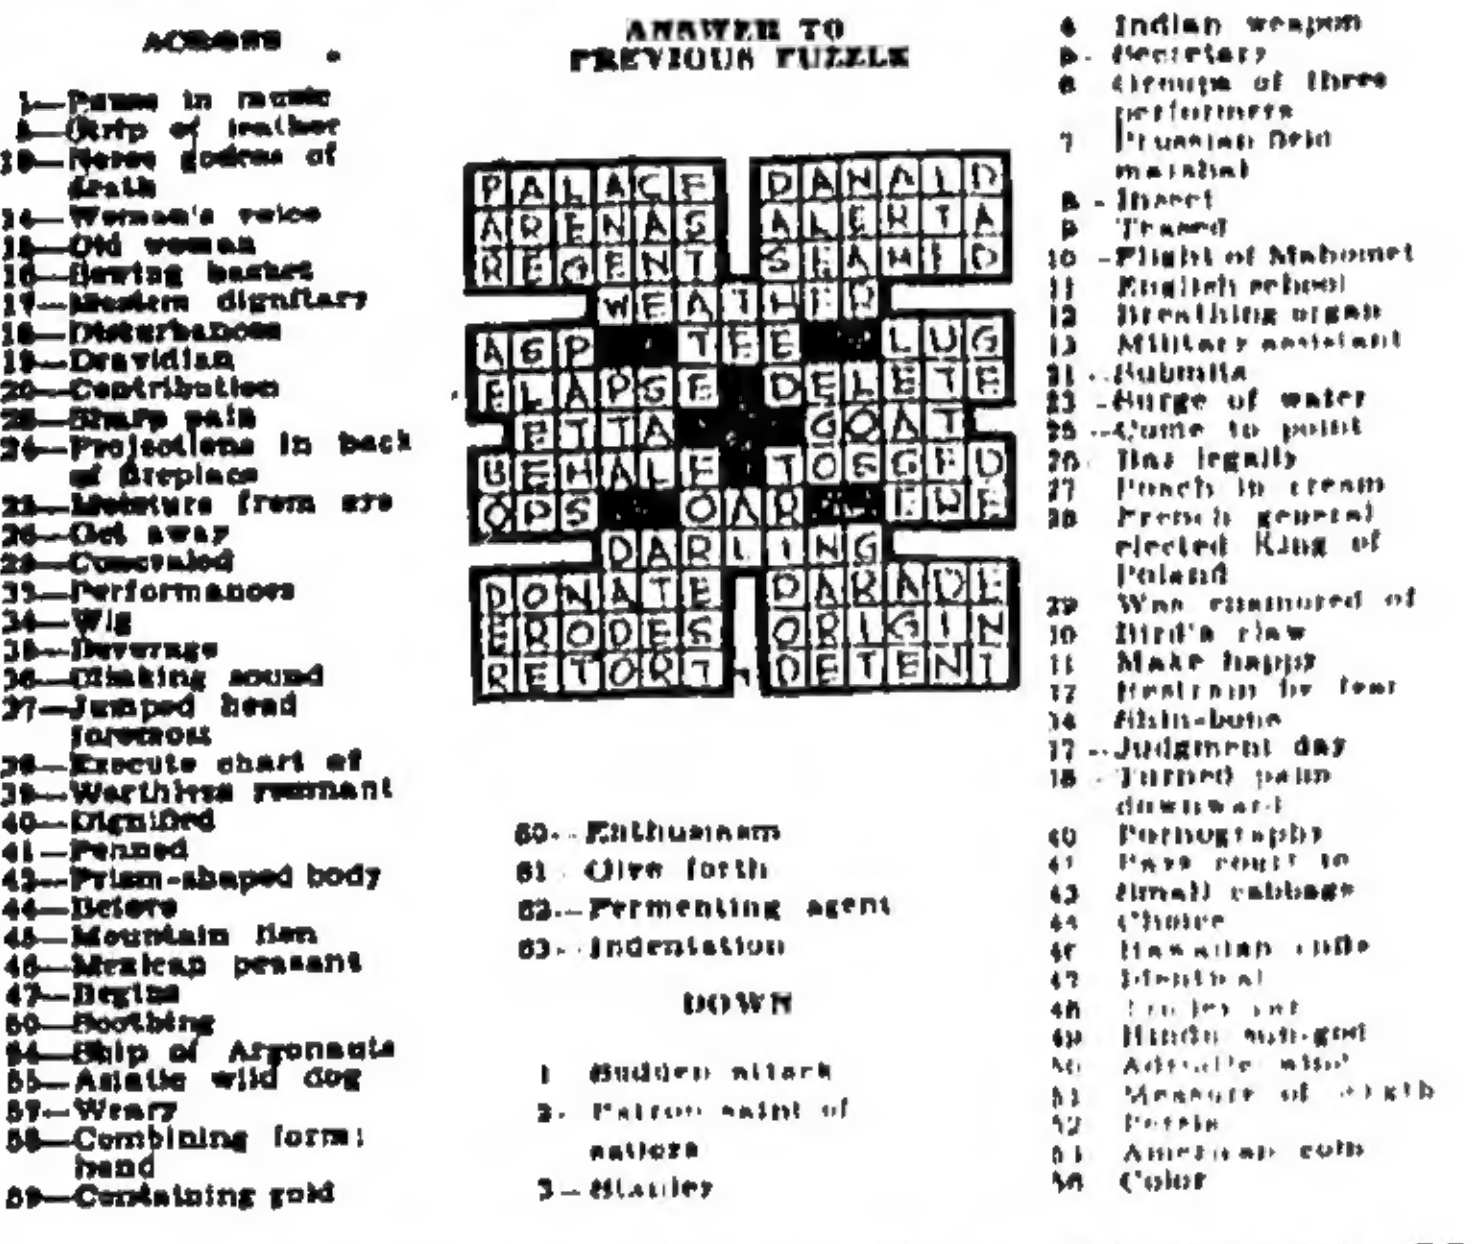 ACROSS
1—Pause in music
5—Strip of leather
10—Norse godess of
death
14—Woman's voice
15—Old woman
16—Sewing basket
17—Moslem dignitary
18—Disturbances
19—Dravidian
20—Contribution
22—Sharp pain
24—Projections in back
of fireplace
25—Moisture from eye
26—Get away
29—Concealed
33—Performances
34—Wig
35—Beverage
36—Clinking sound
37—Jumped head
foremost
38—Execute chart of
39—Worthless remnant
40—Dignified
41—Penned
42—Prism-shaped body
44—Before
45—Mountain lion
46—Mexican peasant
47—Begins
50—Soothing
54—Ship of Argonauts
55—Asiatic wild dog
57—Weary
58—Combining form:
hand
59—Containing gold
ANSWER TO
PREVIOUS PUZZLE
PALACE DANALD
ARENAS ALERTA
REGENT SEAMED
WEATHER
ASP TEE LUG
ELAPSE DELETE
ETTA GOAT
BEHALF TOSSED
OPS OAR EWE
DARLING
DONATE PARADE
ERODES ORIGIN
RETORT DETENT
60—Enthusiasm
61 Give forth
62—Fermenting agent
63—Indentation
DOWN
1 Sudden attack
2- Patron saint of
sailors
3—Slander
4 Indian weapon
5- Secretary
6 Groups of three
performers
7 Prussian field
marshal
8 - Insect
9 Teased
10 -Flight of Mahomet
11 English school
12 Breathing organ
13 Military assistant
21 - Submits
23 -Surge of water
25 -Come to point
26 Has legally
27 Poach in cream
28 French general
elected King of
Poland
29 Was enamored of
30 Bird's claw
31 Make happy
32 Restrain by fear
34 Shin-bone
37 -Judgment day
38 Turned palm
downward
40 Pornography
41 Pays court to
43 Small cabbage
44 Choice
46 Hawaiian
47 Identical
49 Hindu sun-god
51 Measure of
52 Persia
53 American coin
56 Color